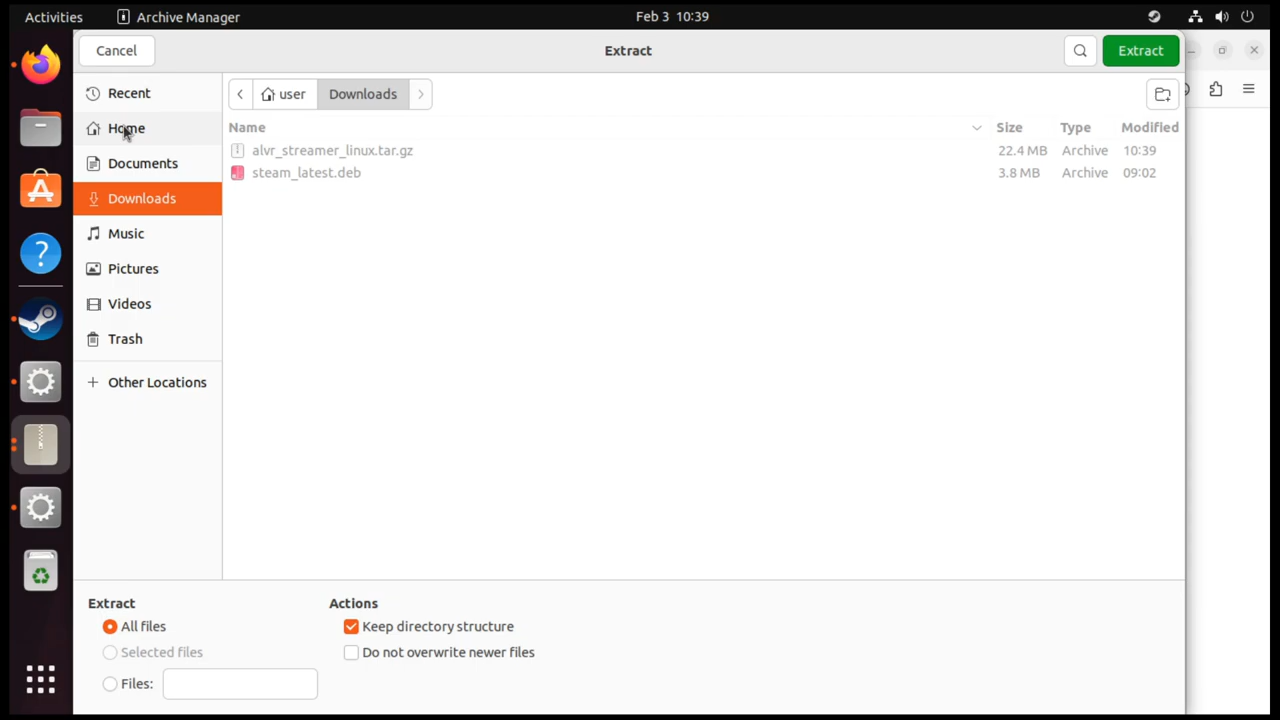 Activities Archive Manager Feb 3 10:39
Cancel Extract Extract
Recent
Home
Documents
Downloads
Music
Pictures
Videos
Trash
Other Locations
user Downloads
Name Size Type Modified
alvr_streamer_linux.tar.gz 22.4 MB Archive 10:39
steam_latest.deb 3.8 MB Archive 09:02
Extract
All files
Selected files
Files:
Actions
Keep directory structure
Do not overwrite newer files